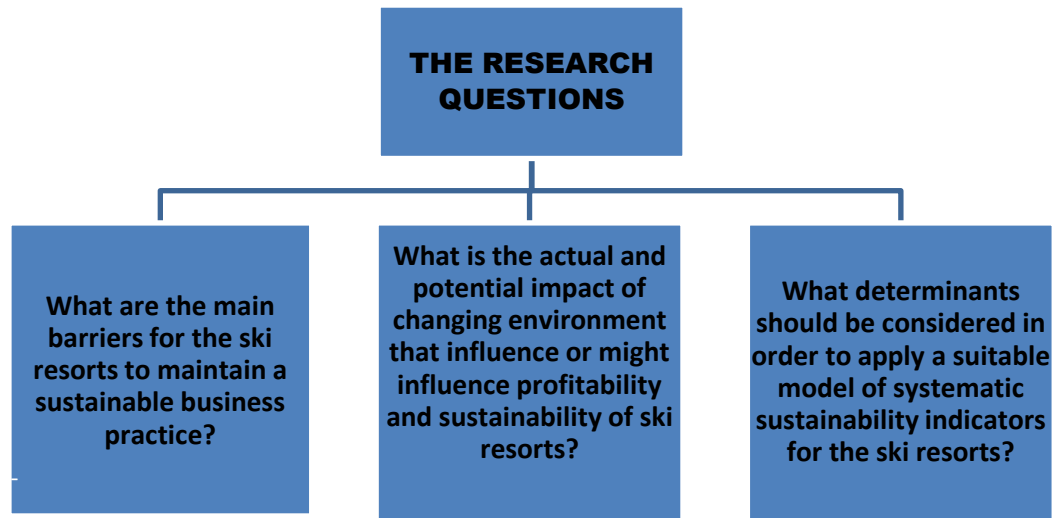 THE RESEARCH
QUESTIONS
What are the main
barriers for the ski
resorts to maintain a
sustainable business
practice?
What is the actual and
potential impact of
changing environment
that influence or might
influence profitability
and sustainability of ski
resorts?
What determinants
should be considered in
order to apply a suitable
model of systematic
sustainability indicators
for the ski resorts?